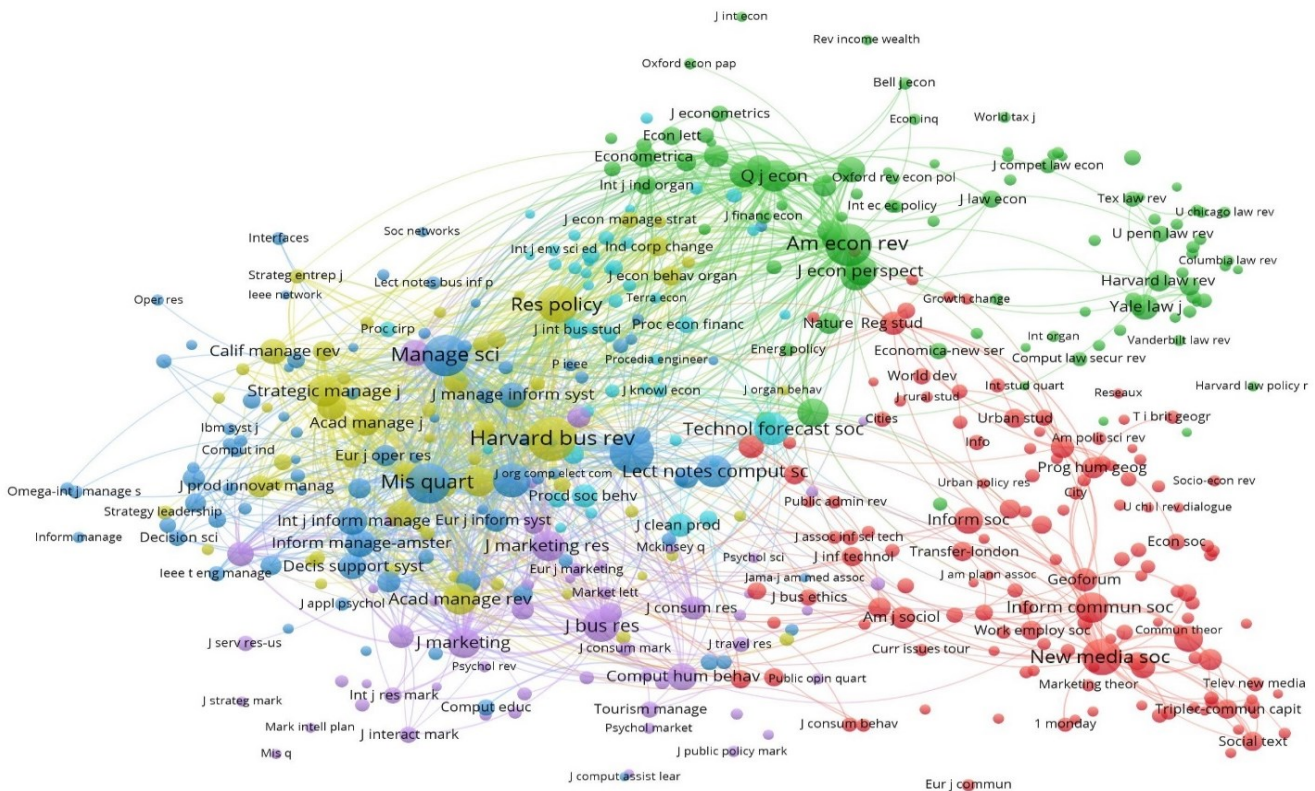 J int econ
Rev income wealth
Oxford econ pap
Bell j econ
J econometrics
Econ inq
World tax j
Econ lett
Econometrica
J compet law econ
Q j econ
Oxford rev econ pol
Int j ind organ
J law econ
Tex law rev
Int ec ec policy
U chicago law rev
J econ manage strat
J financ econ
Soc networks
U penn law rev
Interfaces
Int j env sci ed
Ind corp change
Am econ rev
Columbia law rev
Strateg entrep j
Lect notes bus inf p
J econ behav organ
J econ perspect
Harvard law rev
Ieee network
Oper res
Res policy
Terra econ
Growth change
Yale law j
Proc cirp
J int bus stud
Proc econ financ
Nature
Reg stud
Int organ
Vanderbilt law rev
Calif manage rev
Manage sci
P ieee
Procedia engineer
Energ policy
Economica-new ser
Comput law secur rev
World dev
Strategic manage j
J manage inform syst
J knowl econ
J organ behav
Int stud quart
Reseaux
Harvard law policy r
J rural stud
Acad manage j
Cities
Urban stud
T i brit geogr
Ibm syst j
Harvard bus rev
Technol forecast soc
Info
Am polit sci rev
Comput ind
Eur j oper res
J org comp elect com
Lect notes comput sc
Prog hum geog
Omega-int j manage s
J prod innovat manag
Mis quart
Urban policy res
City
Socio-econ rev
Procd soc behv
Public admin rev
U chi l rev dialogue
Strategy leadership
Int j inform manage
Eur j inform syst
J clean prod
Inform soc
Inform manage
Decision sci
J assoc inf sci tech
Econ soc
Inform manage-amster
J marketing res
Mckinsey q
J inf technol
Transfer-london
Ieee t eng manage
Decis support syst
Eur j marketing
Psychol sci
J am plann assoc
Geoforum
J appl psychol
Market lett
Jama-j am med assoc
J bus ethics
Acad manage rev
J consum res
Am j sociol
Inform commun soc
J bus res
Work employ soc
Commun theor
J serv res-us
J marketing
J consum mark
J travel res
Curr issues tour
New media soc
Psychol rev
Comput hum behav
Public opin quart
Marketing theor
Telev new media
J strateg mark
Int j res mark
Comput educ
Tourism manage
Triplec-commun capit
Mark intell plan
J interact mark
Psychol market
J consum behav
1 monday
Social text
Mis q
J public policy mark
J comput assist lear
Eur j commun